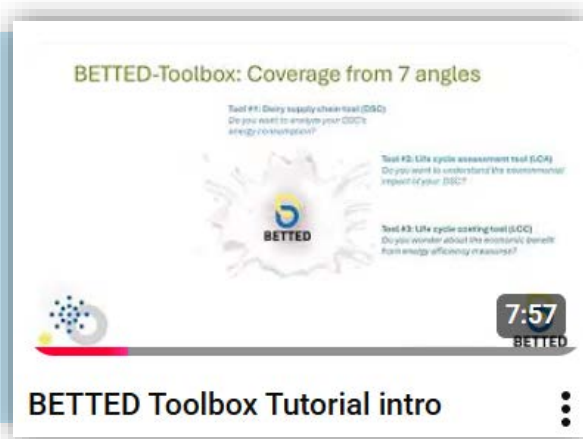 BETTED-Toolbox: Coverage from 7 angles
Tool #1: Dairy supply chain tool (DSC)
Do you want to analyze your DSC's
energy consumption?
Tool #2: Life cycle assessment tool (LCA)
Do you want to understand the environmental
impact of your DSC?
BETTED
Tool #3: Life cycle costing tool (LCC)
Do you wonder about the economic benefit
from energy efficiency measures?
7:57
BETTED
BETTED Toolbox Tutorial intro